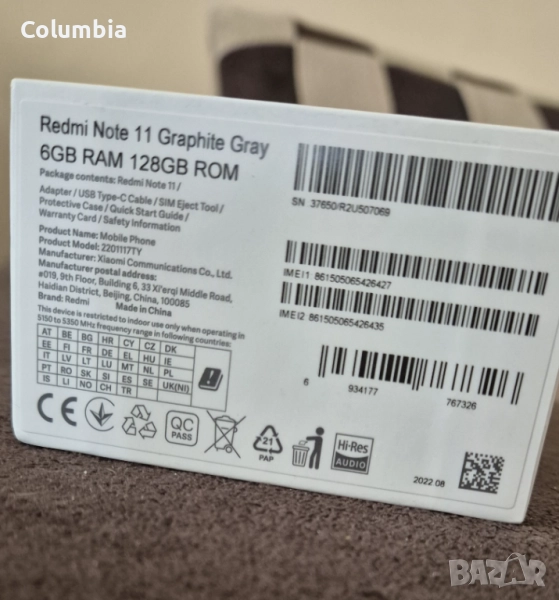 Columbia
Redmi Note 11 Graphite Gray
6GB RAM 128GB ROM
Package contents: Redmi Note 11 /
Adapter / USB Type-C Cable / SIM Eject Tool /
Protective Case / Quick Start Guide /
Warranty Card / Safety Information
Product Name: Mobile Phone
Product Model: 2201117TY
Manufacturer: Xiaomi Communications Co., Ltd.
Manufacturer postal address:
#019, 9th Floor, Building 6, 33 Xi'erqi Middle Road,
Haidian District, Beijing, China, 100085
Brand: Redmi Made in China
This device is restricted to indoor use only when operating in
5150 to 5350 MHz frequency range in following countries:
AT BE BG HR CY CZ DK
EE FI FR DE EL HU IE
IT LV LT LU MT NL PL
PT RO SK SI ES SE UK(NI)
IS LI NO CH TR
CE
QC
PASS
21
PAP
Hi-Res
AUDIO
SN 37650/R2U507069
IMEI1 861505065426427
IMEI2 861505065426435
6 934177 767326
2022 08
BAZAR